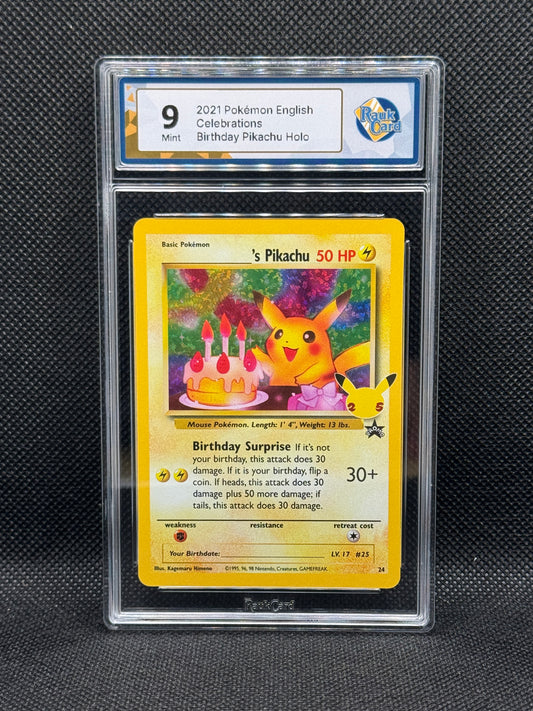 9
Mint
2021 Pokémon English
Celebrations
Birthday Pikachu Holo
Rauk
Card
Basic Pokémon
's Pikachu 50 HP
25
Mouse Pokémon. Length: 1' 4", Weight: 13 lbs.
Birthday Surprise If it's not
your birthday, this attack does 30
damage. If it is your birthday, flip a
coin. If heads, this attack does 30
damage plus 50 more damage; if
tails, this attack does 30 damage.
30+
weakness resistance retreat cost
Your Birthdate: LV. 17 #25
Illus. Kagemaru Himeno ©1995, 96, 98 Nintendo, Creatures, GAMEFREAK. 24
RaukCard